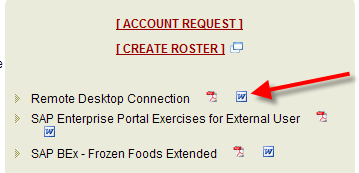 [ ACCOUNT REQUEST ]
[ CREATE ROSTER ]
Remote Desktop Connection
SAP Enterprise Portal Exercises for External User
SAP BEx - Frozen Foods Extended